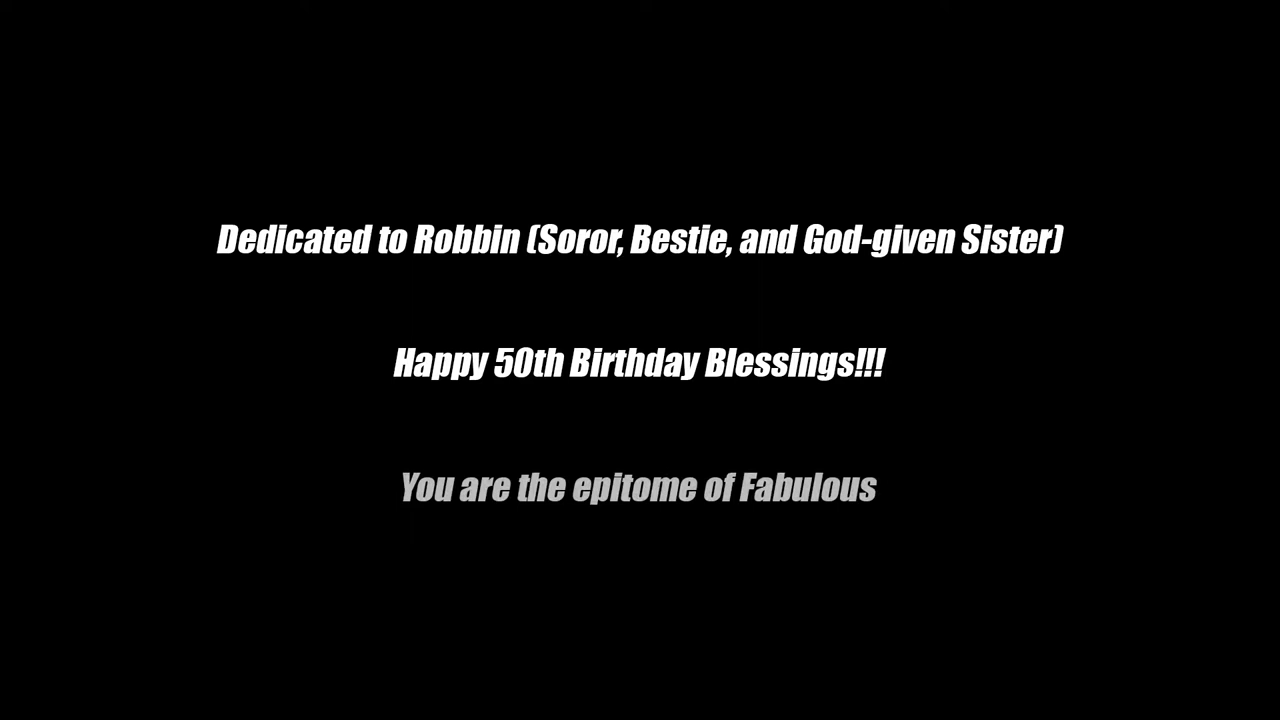 Dedicated to Robbin (Soror, Bestie, and God-given Sister)
Happy 50th Birthday Blessings!!!
You are the epitome of Fabulous